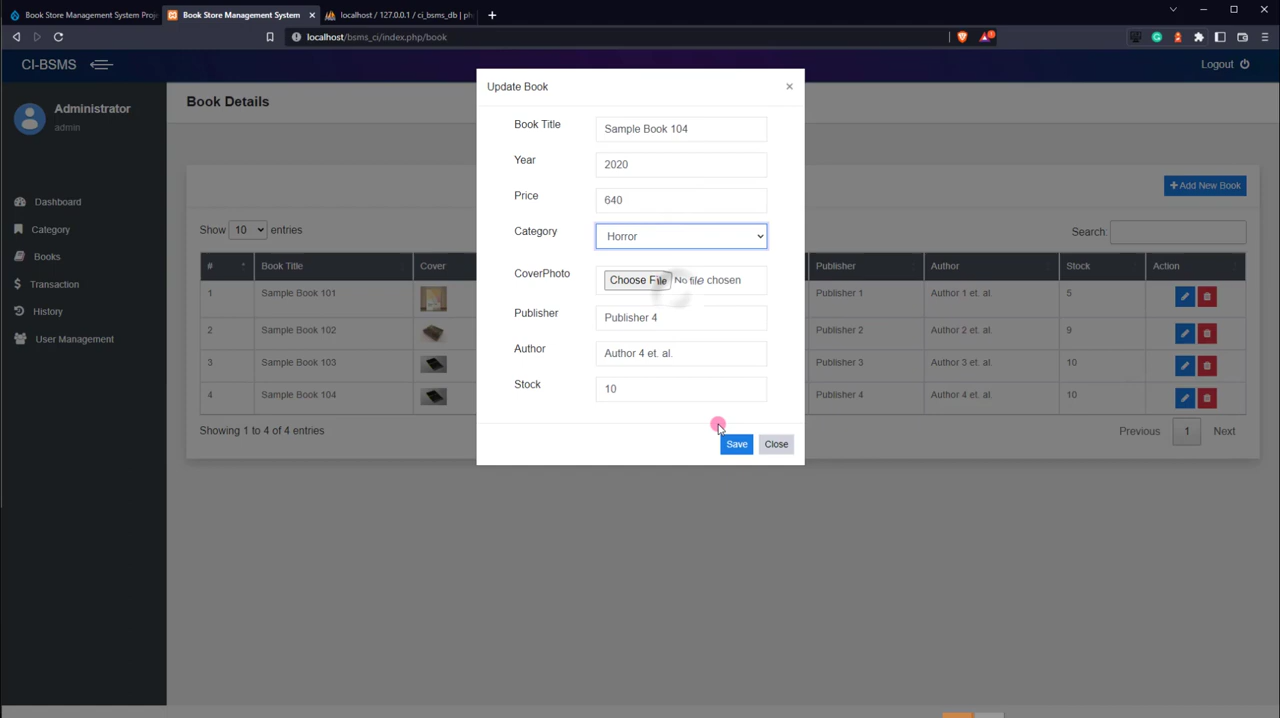 Book Store Management System Proj
Book Store Management System
localhost / 127.0.0.1 / ci_bsms_db | ph
localhost/bsms_ci/index.php/book
CI-BSMS
Logout
Administrator
admin
Dashboard
Category
Books
Transaction
History
User Management
Book Details
+ Add New Book
Show 10 entries
Search:
# Book Title Cover Publisher Author Stock Action
1 Sample Book 101 Publisher 1 Author 1 et. al. 5
2 Sample Book 102 Publisher 2 Author 2 et. al. 9
3 Sample Book 103 Publisher 3 Author 3 et. al. 10
4 Sample Book 104 Publisher 4 Author 4 et. al. 10
Showing 1 to 4 of 4 entries
Previous 1 Next
Update Book ×
Book Title Sample Book 104
Year 2020
Price 640
Category Horror
CoverPhoto Choose File No file chosen
Publisher Publisher 4
Author Author 4 et. al.
Stock 10
Save Close